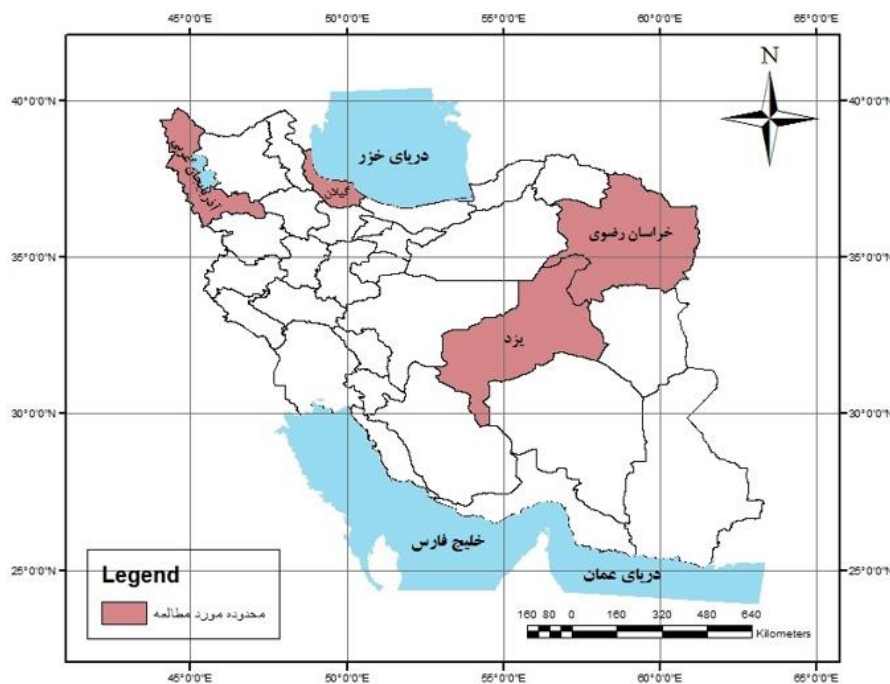 45°0'0"E 50°0'0"E 55°0'0"E 60°0'0"E 65°0'0"E
N
40°0'0"N 40°0'0"N
دریای خزر
آذربایجان غربی
گیلان
خراسان رضوی
35°0'0"N 35°0'0"N
یزد
30°0'0"N 30°0'0"N
خلیج فارس
دریای عمان
25°0'0"N 25°0'0"N
Legend
محدوده مورد مطالعه
160 80 0 160 320 480 640
Kilometers
45°0'0"E 50°0'0"E 55°0'0"E 60°0'0"E 65°0'0"E